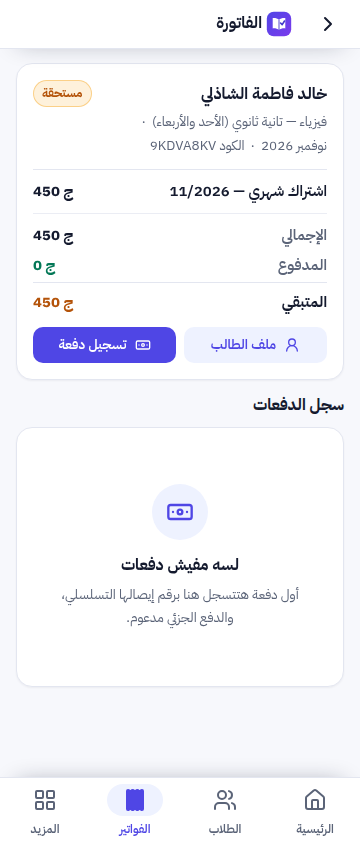 الفاتورة
خالد فاطمة الشاذلي
مستحقة
فيزياء — تانية ثانوي (الأحد والأربعاء) ·
نوفمبر 2026 · الكود 9KDVA8KV
اشتراك شهري — 11/2026
450 ج
الإجمالي
450 ج
المدفوع
0 ج
المتبقي
450 ج
ملف الطالب
تسجيل دفعة
سجل الدفعات
لسه مفيش دفعات
أول دفعة هتتسجل هنا برقم إيصالها التسلسلي،
والدفع الجزئي مدعوم.
الرئيسية
الطلاب
الفواتير
المزيد